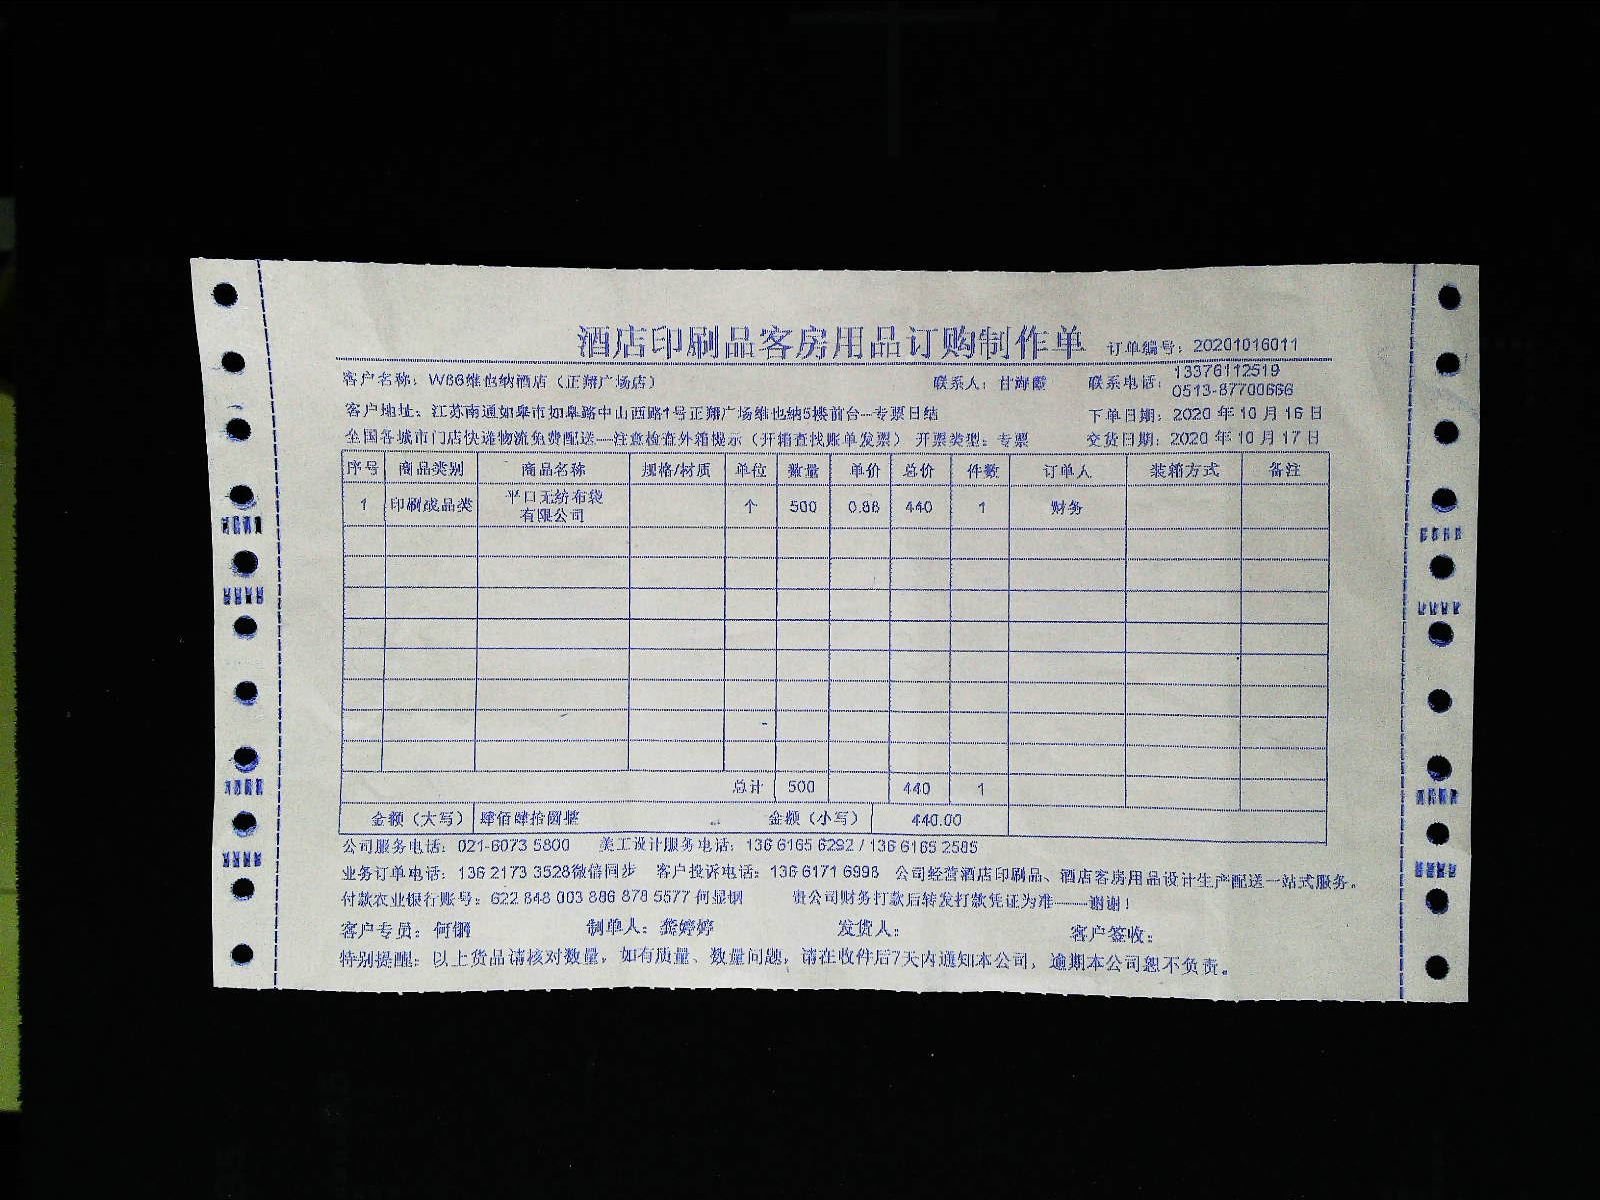 酒店印刷品客房用品订购制作单 订单编号：20201016011
客户名称：W86维也纳酒店（正翔广场店） 联系人：甘海霞 联系电话：13376112519
0513-87700666
客户地址：江苏南通如皋市如皋路中山西路1号正翔广场维也纳5楼前台--专票日结 下单日期：2020 年 10 月 16 日
全国各城市门店快递物流免费配送---注意检查外箱提示（开箱查找账单发票） 开票类型：专票 交货日期：2020 年 10 月 17 日
序号 商品类别 商品名称 规格/材质 单位 数量 单价 总价 件数 订单人 装箱方式 备注
1 印刷成品类 平口无纺布袋 个 500 0.88 440 1 财务
有限公司
总计 500 440 1
金额（大写） 肆佰肆拾圆整 金额（小写） 440.00
公司服务电话：021-6073 5800 美工设计服务电话：136 6165 6292 / 136 6165 2585
业务订单电话：136 2173 3528微信同步 客户投诉电话：136 6171 6998 公司经营酒店印刷品、酒店客房用品设计生产配送一站式服务。
付款农业银行账号：622 848 003 886 878 5577 何显钢 贵公司财务打款后转发打款凭证为准——谢谢！
客户专员：何钢 制单人：龚婷婷 发货人： 客户签收：
特别提醒：以上货品请核对数量，如有质量、数量问题，请在收件后7天内通知本公司，逾期本公司恕不负责。